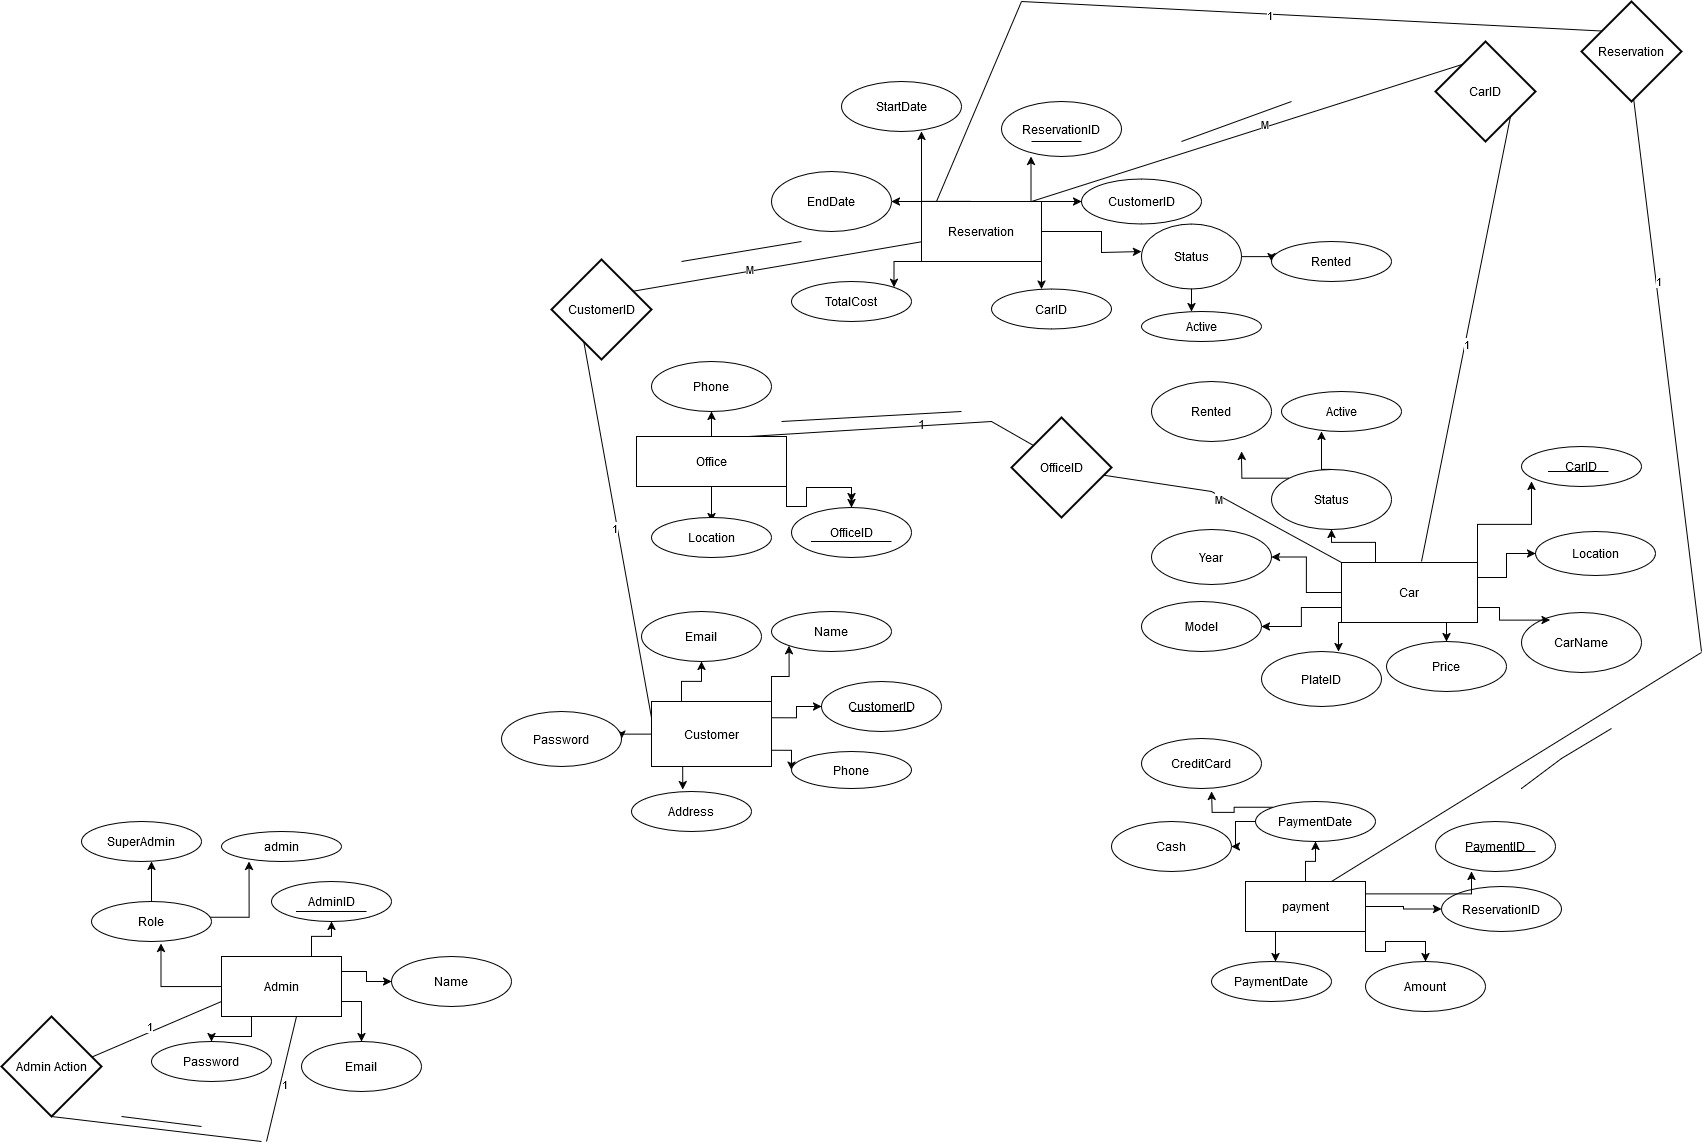 1
Reservation
CarID
StartDate
M
ReservationID
EndDate
CustomerID
Reservation
Status
Rented
M
1
TotalCost
CarID
CustomerID
Active
1
Phone
Rented
Active
1
Office
OfficeID
CarID
M
Status
1
Location
OfficeID
Year
Location
Car
Model
Email
Name
CarName
Price
PlateID
CustomerID
Customer
Password
Phone
CreditCard
Address
PaymentDate
SuperAdmin
admin
Cash
PaymentID
AdminID
payment
ReservationID
Role
Name
Admin
PaymentDate
Amount
1
Password
Email
Admin Action
1